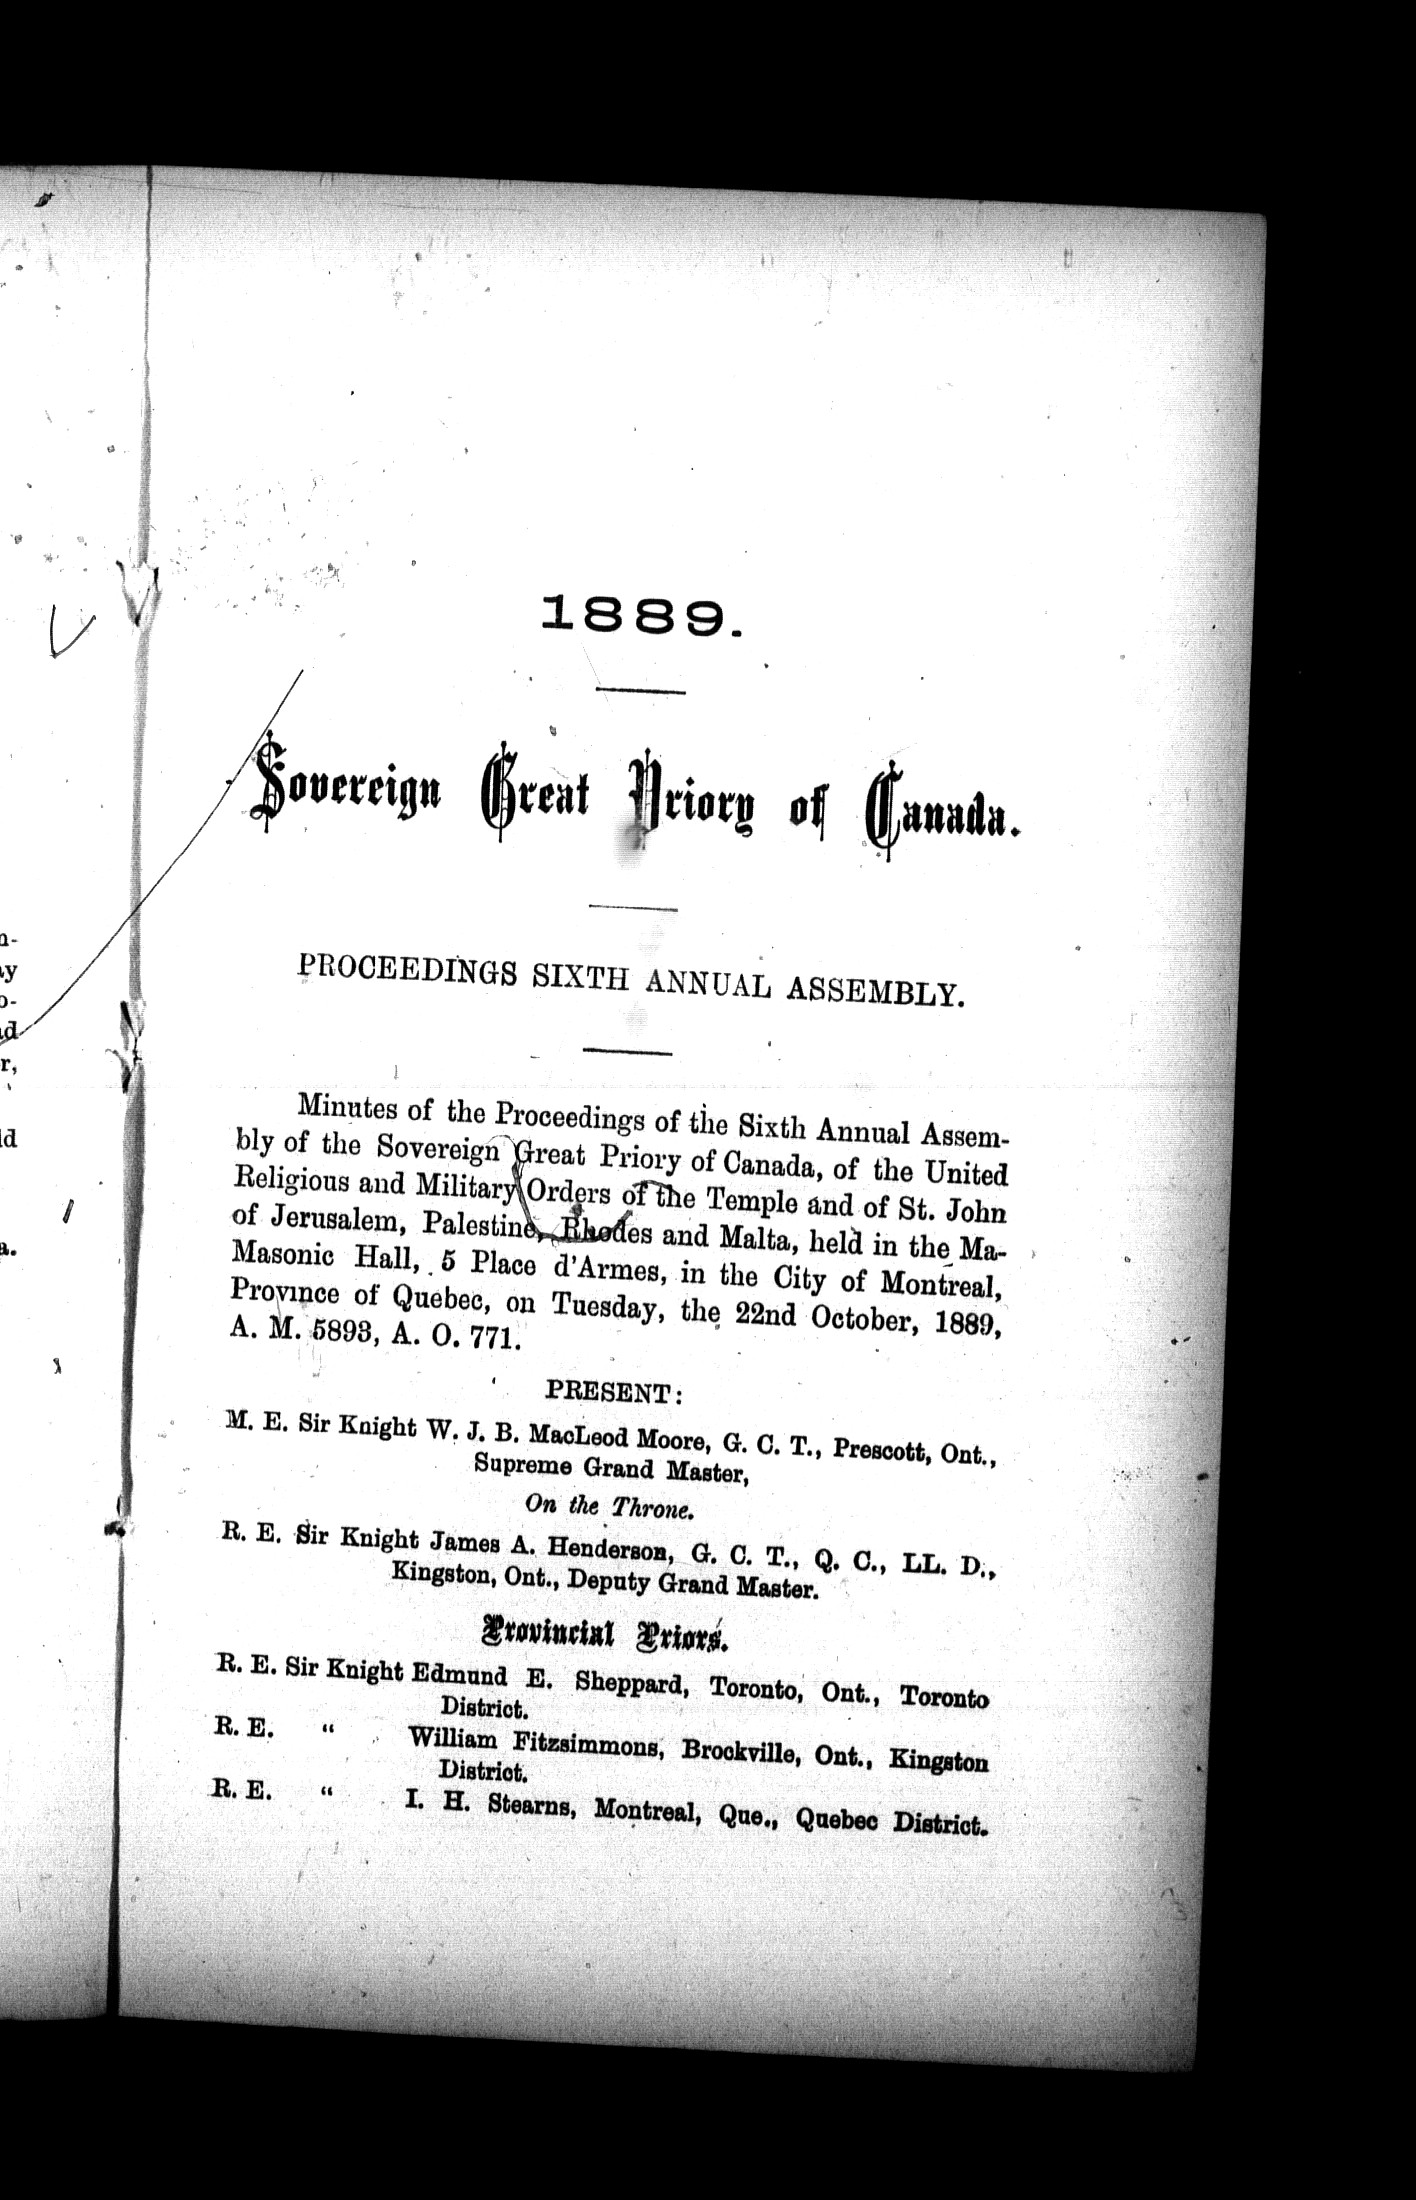 1889.
Sovereign Great Priory of Canada.
PROCEEDINGS SIXTH ANNUAL ASSEMBLY.
Minutes of the Proceedings of the Sixth Annual Assem-
bly of the Sovereign Great Priory of Canada, of the United
Religious and Military Orders of the Temple and of St. John
of Jerusalem, Palestine, Rhodes and Malta, held in the Ma-
Masonic Hall, 5 Place d'Armes, in the City of Montreal,
Province of Quebec, on Tuesday, the 22nd October, 1889,
A. M. 5893, A. O. 771.
PRESENT:
M. E. Sir Knight W. J. B. MacLeod Moore, G. C. T., Prescott, Ont.,
Supreme Grand Master,
On the Throne.
R. E. Sir Knight James A. Henderson, G. C. T., Q. C., LL. D.,
Kingston, Ont., Deputy Grand Master.
Provincial Priors.
R. E. Sir Knight Edmund E. Sheppard, Toronto, Ont., Toronto
District.
R. E. " William Fitzsimmons, Brockville, Ont., Kingston
District.
R. E. " I. H. Stearns, Montreal, Que., Quebec District.